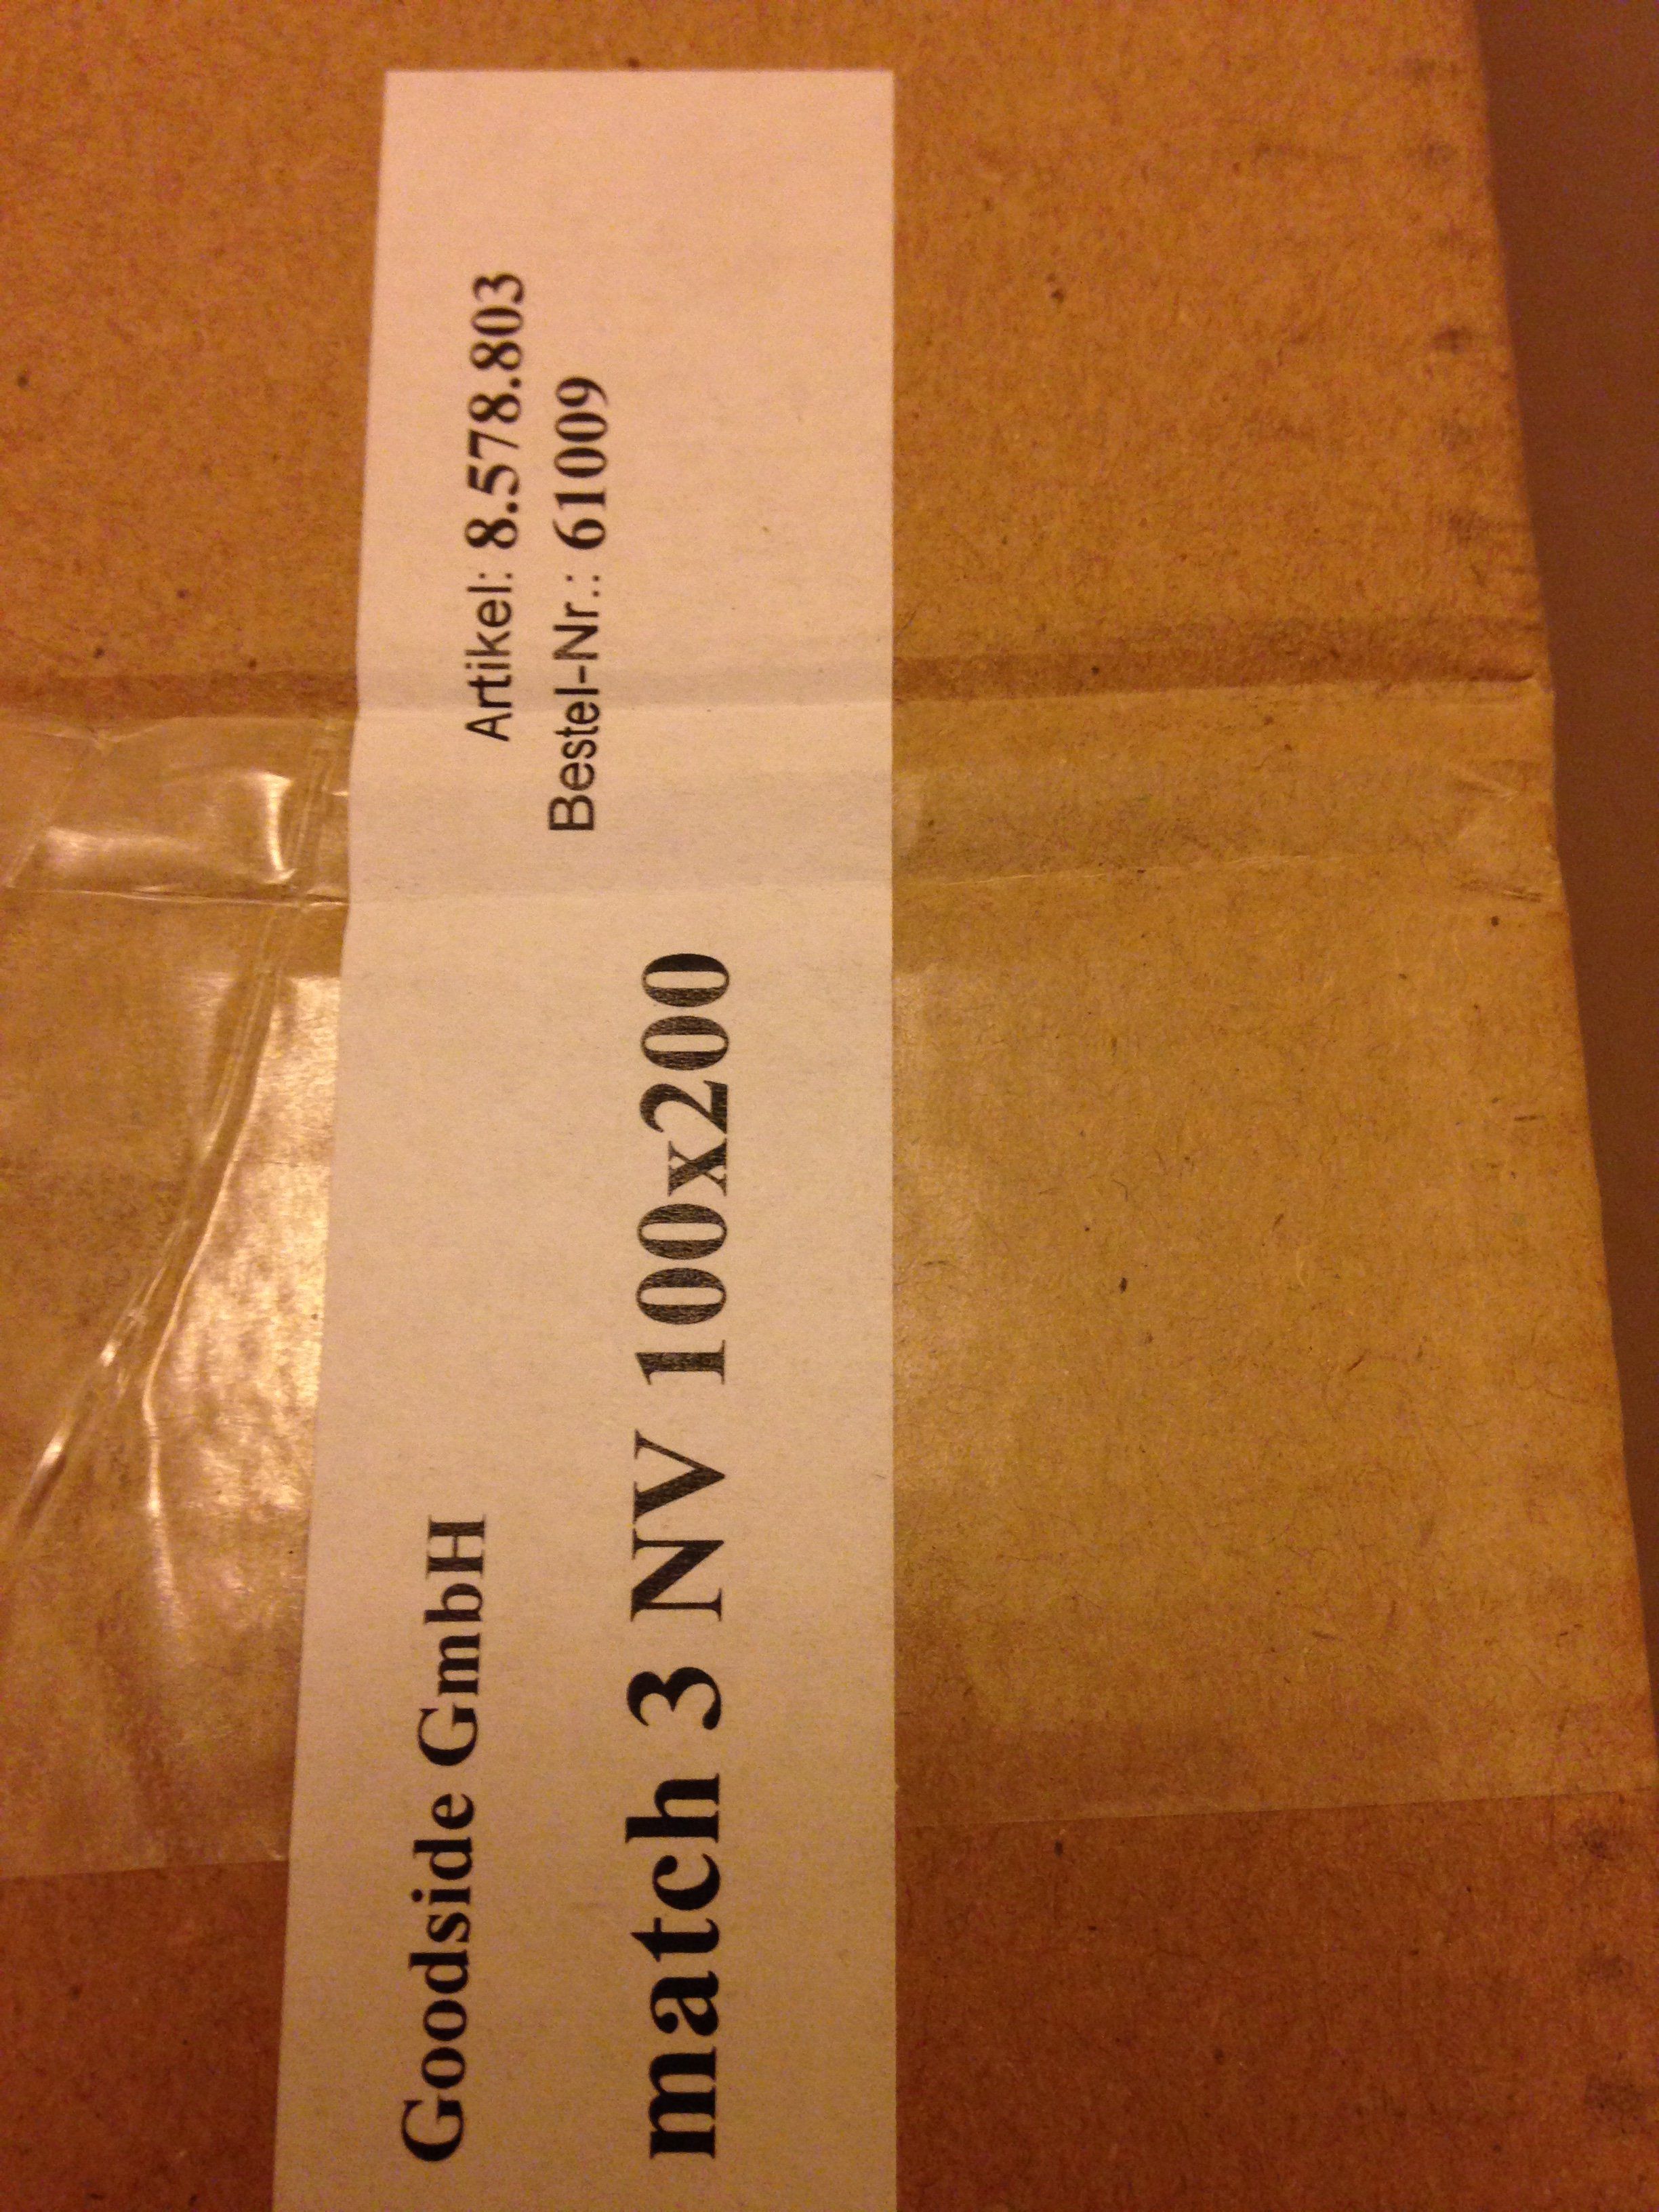 Goodside GmbH
Artikel: 8.578.803
Bestel-Nr.: 61009
match 3 NV 100x200